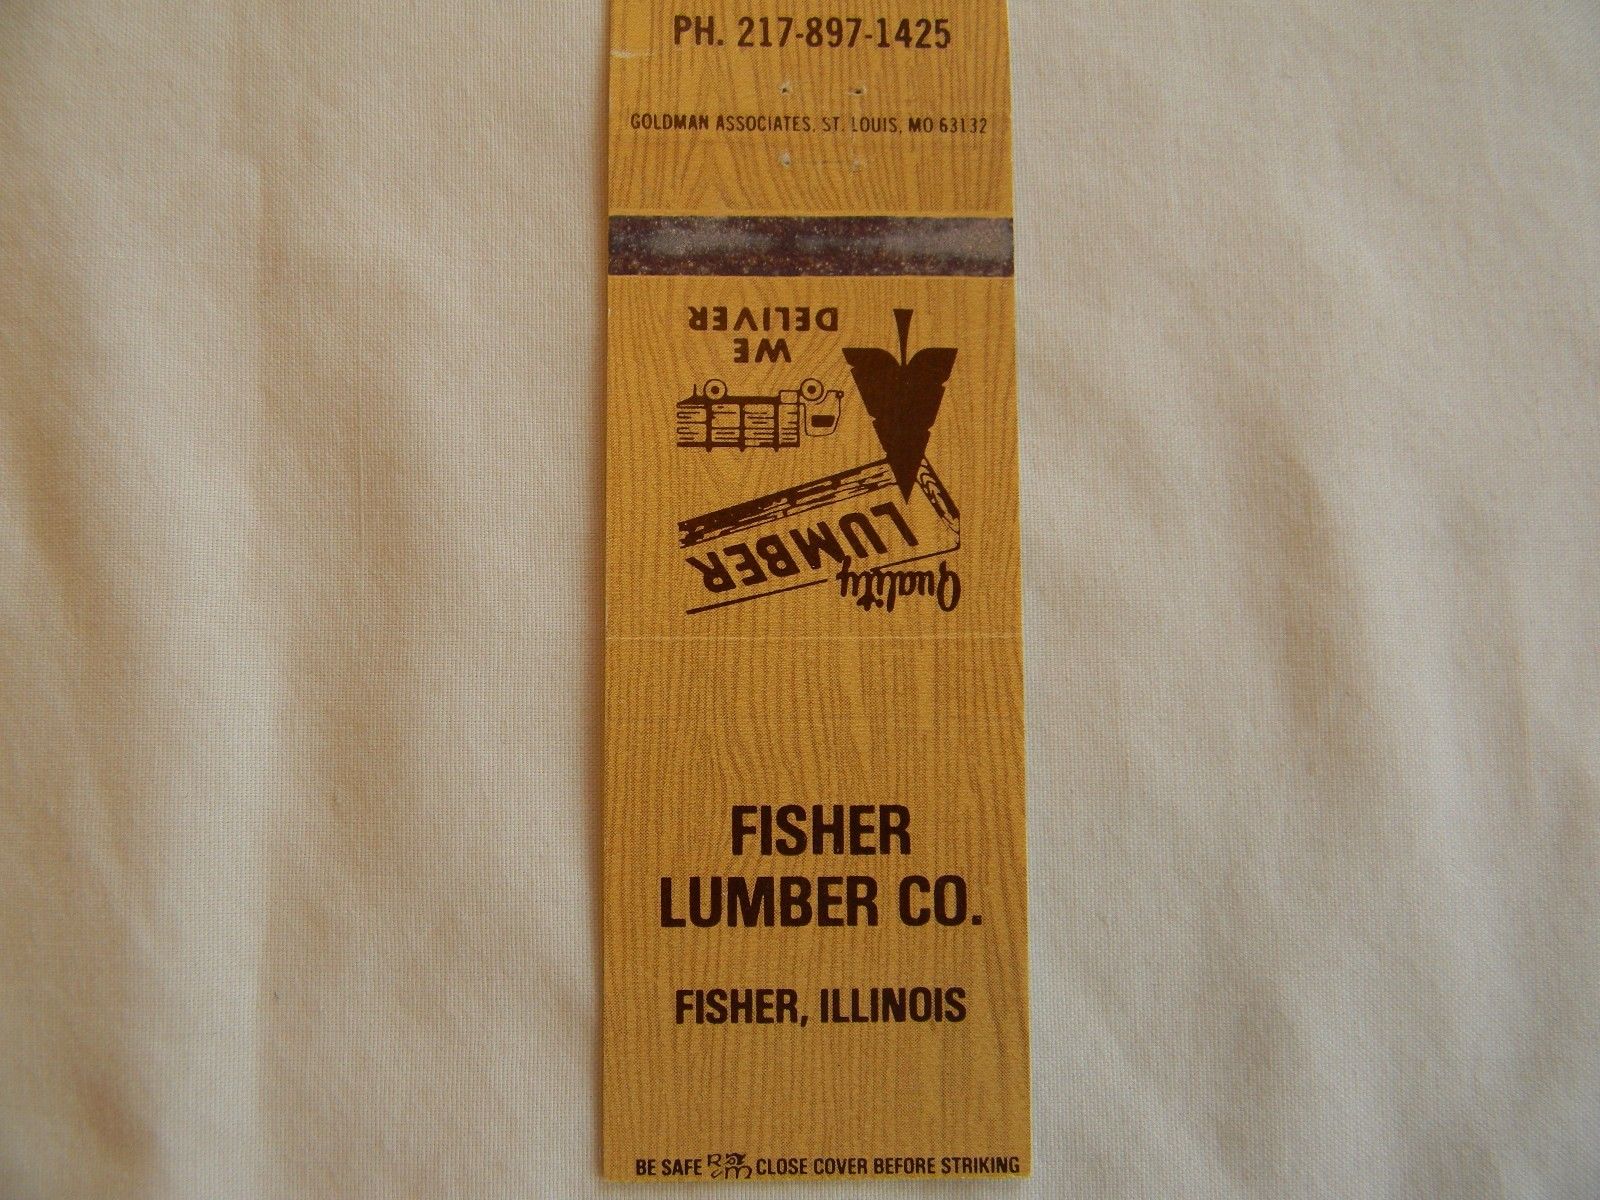 PH. 217-897-1425
GOLDMAN ASSOCIATES, ST. LOUIS, MO 63132
Quality
LUMBER
WE
DELIVER
FISHER
LUMBER CO.
FISHER, ILLINOIS
BE SAFE CLOSE COVER BEFORE STRIKING